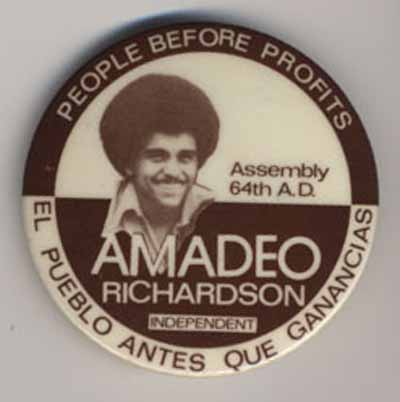 PEOPLE BEFORE PROFITS
Assembly
64th A.D.
AMADEO
RICHARDSON
INDEPENDENT
EL PUEBLO ANTES QUE GANANCIAS